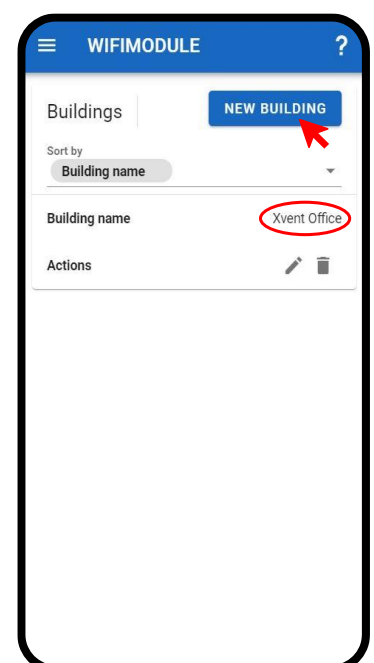 WIFIMODULE ?
Buildings NEW BUILDING
Sort by
Building name
Building name Xvent Office
Actions